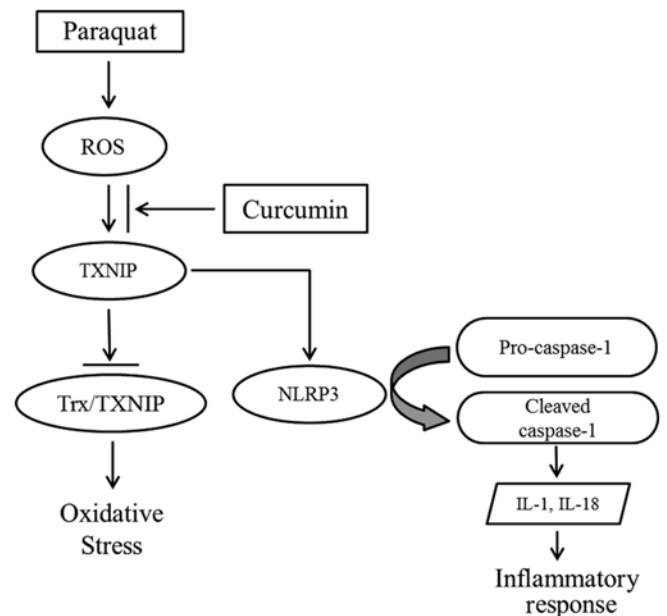 Paraquat
ROS
Curcumin
TXNIP
Pro-caspase-1
Trx/TXNIP
NLRP3
Cleaved
caspase-1
Oxidative
Stress
IL-1, IL-18
Inflammatory
response